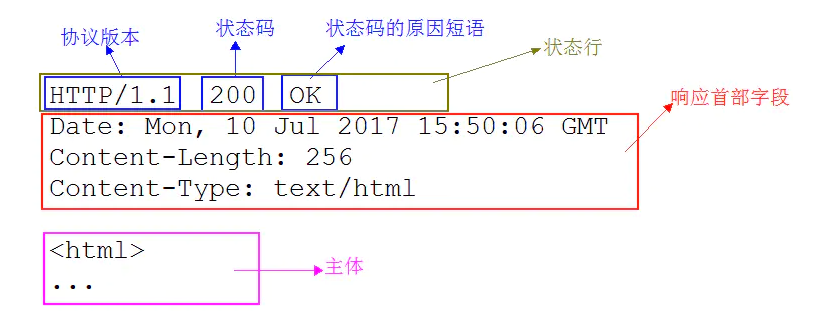 协议版本 状态码 状态码的原因短语
状态行
HTTP/1.1 200 OK
响应首部字段
Date: Mon, 10 Jul 2017 15:50:06 GMT
Content-Length: 256
Content-Type: text/html
<html>
主体
...